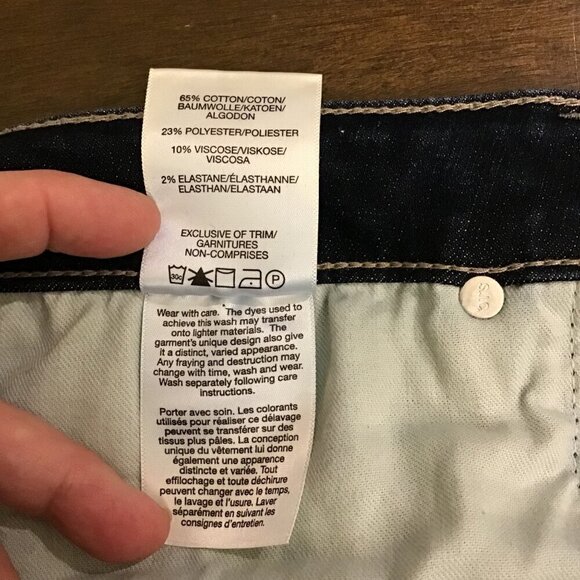 65% COTTON/COTON/
BAUMWOLLE/KATOEN/
ALGODON
23% POLYESTER/POLIESTER
10% VISCOSE/VISKOSE/
VISCOSA
2% ELASTANE/ÉLASTHANNE/
ELASTHAN/ELASTAAN
EXCLUSIVE OF TRIM/
GARNITURES
NON-COMPRISES
30c P
Wear with care. The dyes used to
achieve this wash may transfer
onto lighter materials. The
garment's unique design also give
it a distinct, varied appearance.
Any fraying and destruction may
change with time, wash and wear.
Wash separately following care
instructions.
Porter avec soin. Les colorants
utilisés pour réaliser ce délavage
peuvent se transférer sur des
tissus plus pâles. La conception
unique du vêtement lui donne
également une apparence
distincte et variée. Tout
effilochage et toute déchirure
peuvent changer avec le temps,
le lavage et l'usure. Laver
séparément en suivant les
consignes d'entretien.